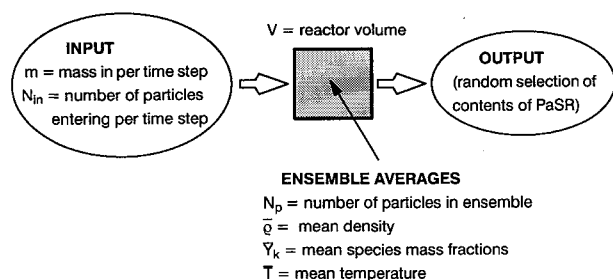 V = reactor volume
INPUT
m = mass in per time step
N_in = number of particles
entering per time step
OUTPUT
(random selection of
contents of PaSR)
ENSEMBLE AVERAGES
N_p = number of particles in ensemble
ϱ̅ = mean density
Y̅_k = mean species mass fractions
T̅ = mean temperature